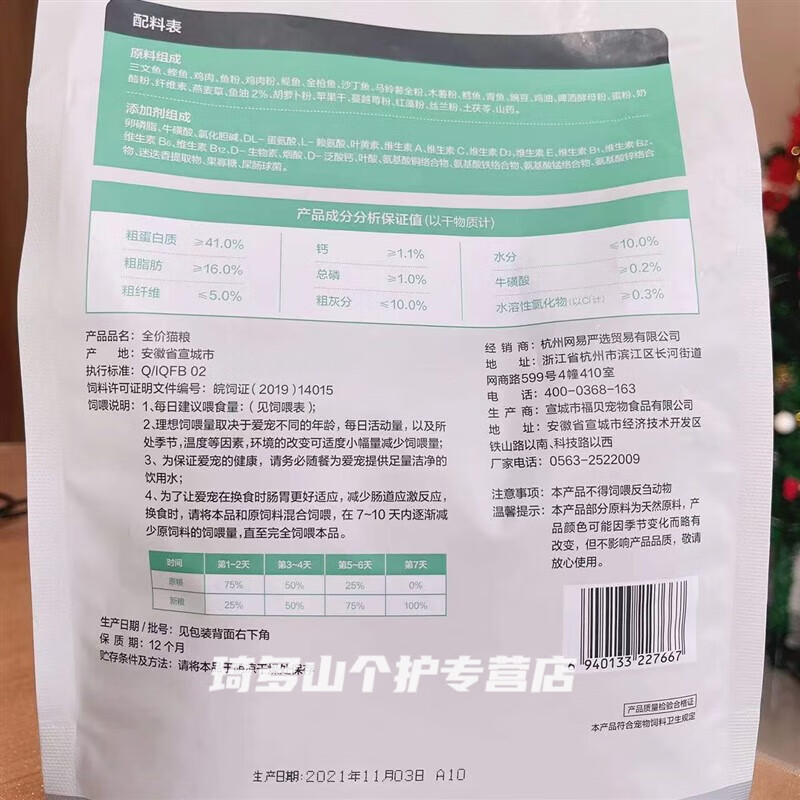 配料表
原料组成
三文鱼、鲣鱼、鸡肉、鱼粉、鸡肉粉、鳀鱼、金枪鱼、沙丁鱼、马铃薯全粉、木薯粉、鳕鱼、青鱼、豌豆、鸡油、啤酒酵母粉、蛋粉、奶
酪粉、纤维素、燕麦草、鱼油2%、胡萝卜粉、苹果干、蔓越莓粉、红藻粉、丝兰粉、土茯苓、山药。
添加剂组成
卵磷脂、牛磺酸、氯化胆碱、DL-蛋氨酸、L-赖氨酸、叶黄素、维生素A、维生素C、维生素D3、维生素E、维生素B1、维生素B2、
维生素B6、维生素B12、D-生物素、烟酸、D-泛酸钙、叶酸、氨基酸铜络合物、氨基酸铁络合物、氨基酸锰络合物、氨基酸锌络合
物、迷迭香提取物、果寡糖、屎肠球菌。
产品成分分析保证值(以干物质计)
粗蛋白质 ≥41.0% 钙 ≥1.1% 水分 ≤10.0%
粗脂肪 ≥16.0% 总磷 ≥1.0% 牛磺酸 ≥0.2%
粗纤维 ≤5.0% 粗灰分 ≤10.0% 水溶性氯化物(以Cl⁻计) ≥0.3%
产品品名：全价猫粮
产 地：安徽省宣城市
执行标准：Q/IQFB 02
饲料许可证明文件编号：皖饲证(2019)14015
饲喂说明：1、每日建议喂食量：（见饲喂表）；
2、理想饲喂量取决于爱宠不同的年龄，每日活动量，以及所
处季节，温度等因素，环境的改变可适度小幅量减少饲喂量；
3、为保证爱宠的健康，请务必随餐为爱宠提供足量洁净的
饮用水；
4、为了让爱宠在换食时肠胃更好适应，减少肠道应激反应，
换食时，请将本品和原饲料混合饲喂，在7~10天内逐渐减
少原饲料的饲喂量，直至完全饲喂本品。
时间 第1~2天 第3~4天 第5~6天 第7天
原粮 75% 50% 25% 0%
新粮 25% 50% 75% 100%
生产日期/批号：见包装背面右下角
保 质 期：12个月
贮存条件及方法：请将本品于
经 销 商：杭州网易严选贸易有限公司
地 址：浙江省杭州市滨江区长河街道
网商路599号4幢410室
电 话：400-0368-163
生 产 商：宣城市福贝宠物食品有限公司
地 址：安徽省宣城市经济技术开发区
铁山路以南、科技路以西
厂家电话：0563-2522009
注意事项：本产品不得饲喂反刍动物
温馨提示：本产品部分原料为天然原料，产
品颜色可能因季节变化而略有
改变，但不影响产品品质，敬请
放心使用。
6 940133 227667
产品质量检验合格证
本产品符合宠物饲料卫生规定
琦多山个护专营店
生产日期：2021年11月03日 A10